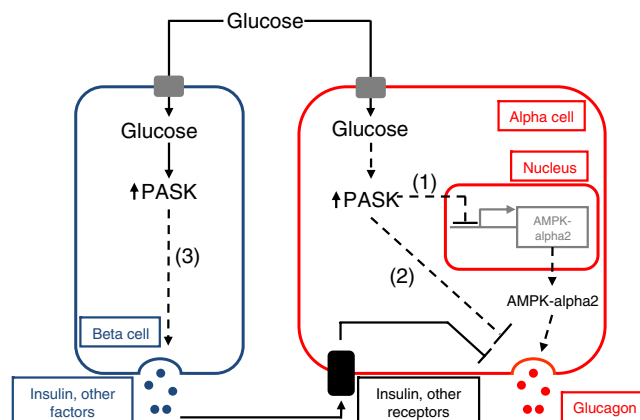 Glucose
Glucose
Glucose
Alpha cell
Nucleus
PASK
PASK
(1)
AMPK-
alpha2
(3)
(2)
AMPK-alpha2
Beta cell
Insulin, other
factors
Insulin, other
receptors
Glucagon